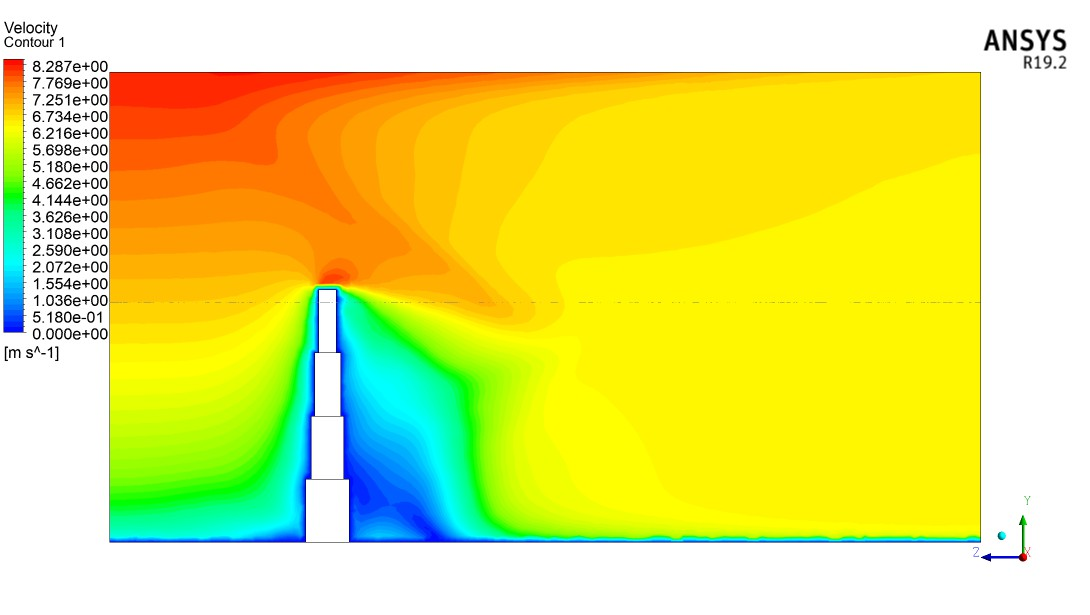 Velocity
Contour 1
ANSYS
R19.2
8.287e+00
7.769e+00
7.251e+00
6.734e+00
6.216e+00
5.698e+00
5.180e+00
4.662e+00
4.144e+00
3.626e+00
3.108e+00
2.590e+00
2.072e+00
1.554e+00
1.036e+00
5.180e-01
0.000e+00
[m s^-1]
Y
Z X